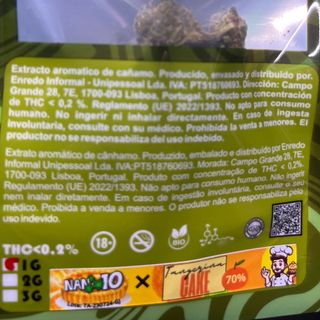 Extracto aromatico de cañamo. Producido, envasado y distribuido por.
Enredo Informal - Unipessoal Lda. IVA: PT518760693. Dirección: Campo
Grande 28, 7E, 1700-093 Lisboa, Portugal. Producto con concentración
de THC < 0,2 %. Reglamento (UE) 2022/1393. No apto para consumo
humano. No ingerir ni inhalar directamente. En caso de ingesta
involuntaria, consulte con su médico. Prohibida la venta a menores. El
productor no se responsabiliza del uso indebido.
Extrato aromático de cânhamo. Produzido, embalado e distribuido por Enredo
Informal Unipessoal Lda, IVA:PT518760693. Morada: Campo Grande 28, 7E,
1700-093 Lisboa, Portugal. Produto com concentração de THC < 0,2%.
Regulamento (UE) 2022/1393. Não apto para consumo humano. Não ingerir
nem inalar diretamente. Em caso de ingestão involuntária, consulte o seu médico.
Proibida a venda a menores. O produtor não se responsabiliza pelo
uso indevido.
THC<0.2%
18+
BIO
1G
2G
3G
NAN 10
×
Tangerine
CAKE
70%